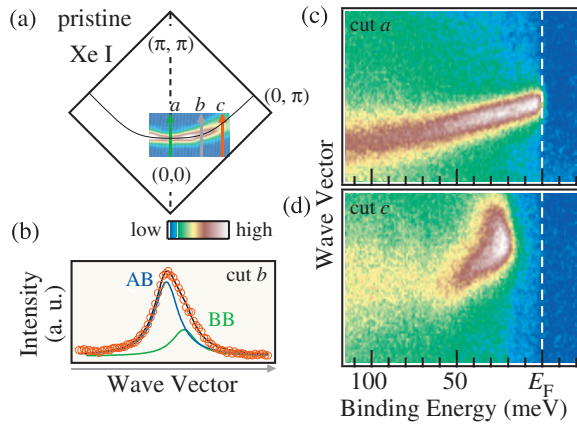 (a) pristine
Xe I
(π, π)
(0, π)
a b c
(0,0)
low high
(b)
cut b
AB
BB
Intensity
(a. u.)
Wave Vector
(c)
cut a
(d)
cut c
Wave Vector
100 50 E_F
Binding Energy (meV)